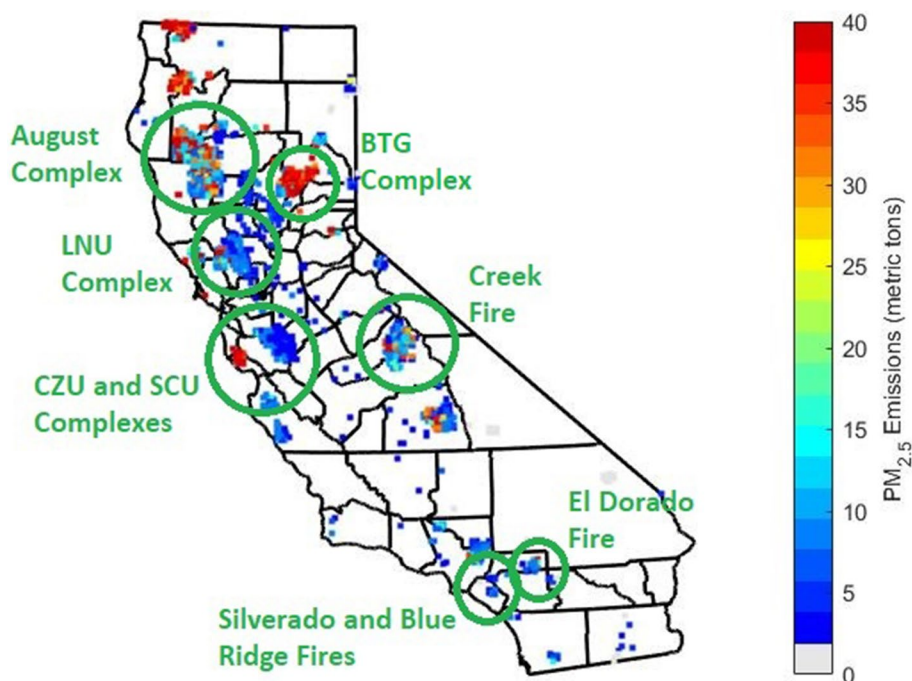 August
Complex
BTG
Complex
LNU
Complex
Creek
Fire
CZU and SCU
Complexes
El Dorado
Fire
Silverado and Blue
Ridge Fires
40
35
30
25
20
15
10
5
0
PM2.5 Emissions (metric tons)